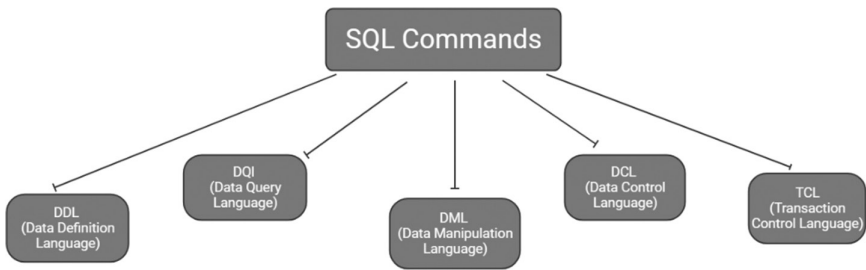 SQL Commands
DDL
(Data Definition
Language)
DQI
(Data Query
Language)
DML
(Data Manipulation
Language)
DCL
(Data Control
Language)
TCL
(Transaction
Control Language)